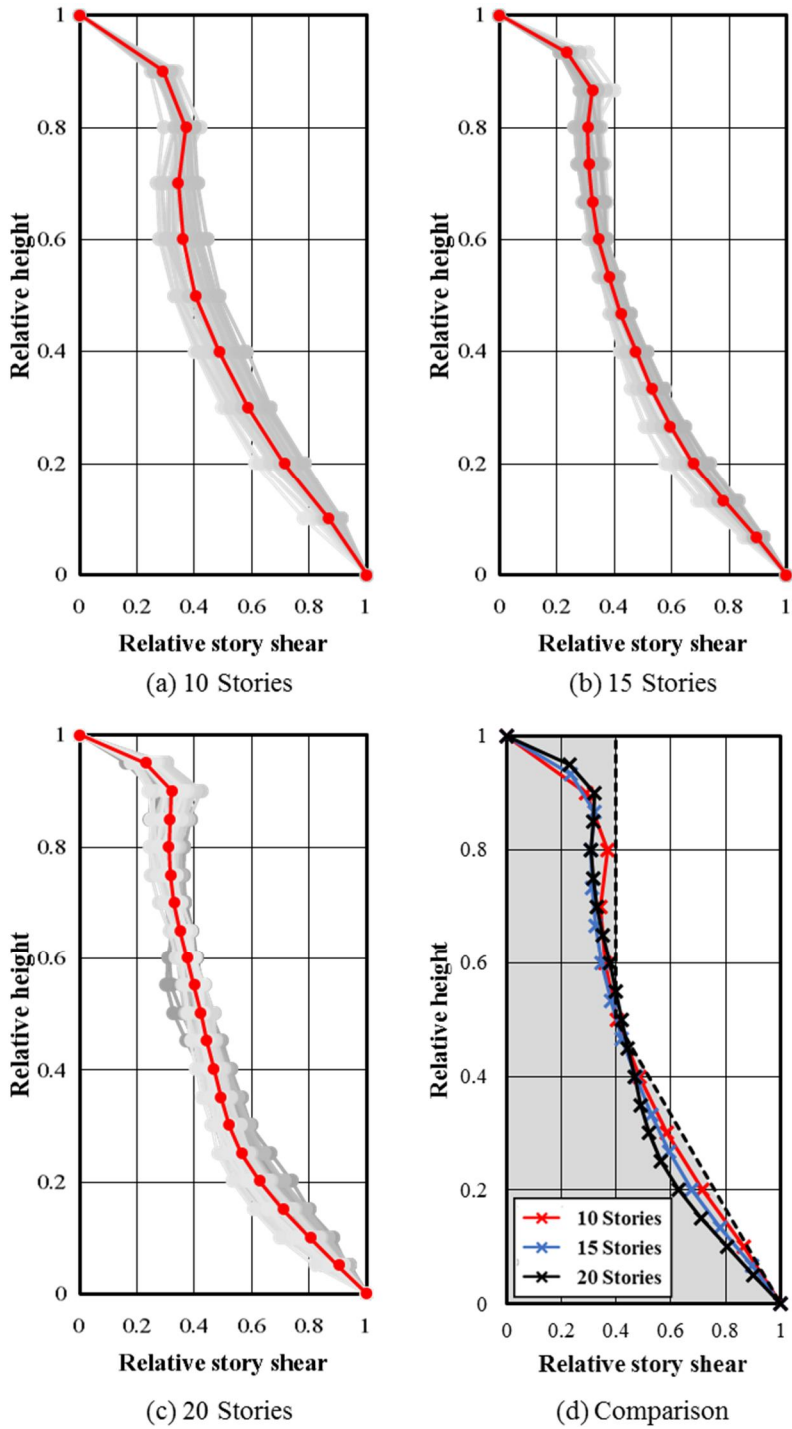 1
0.8
0.6
0.4
0.2
0
Relative height
0 0.2 0.4 0.6 0.8 1
Relative story shear
(a) 10 Stories
1
0.8
0.6
0.4
0.2
0
Relative height
0 0.2 0.4 0.6 0.8 1
Relative story shear
(b) 15 Stories
1
0.8
0.6
0.4
0.2
0
Relative height
0 0.2 0.4 0.6 0.8 1
Relative story shear
(c) 20 Stories
1
0.8
0.6
0.4
0.2
0
Relative height
10 Stories
15 Stories
20 Stories
0 0.2 0.4 0.6 0.8 1
Relative story shear
(d) Comparison